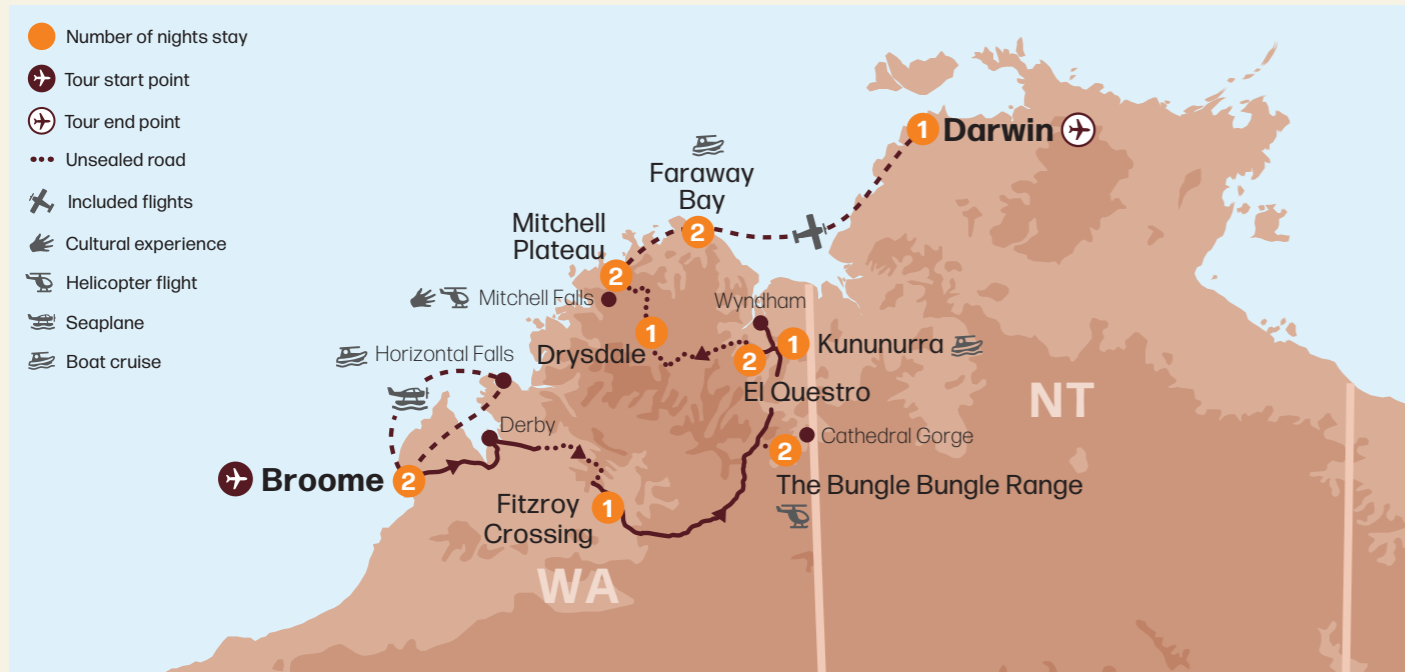 Number of nights stay
Tour start point
Tour end point
Unsealed road
Included flights
Cultural experience
Helicopter flight
Seaplane
Boat cruise
1 Darwin
Faraway
Bay
2
Mitchell
Plateau
2
Mitchell Falls
Wyndham
1
Drysdale
1 Kununurra
2
El Questro
Horizontal Falls
NT
Derby
Cathedral Gorge
2
The Bungle Bungle Range
Broome 2
Fitzroy
Crossing
1
WA